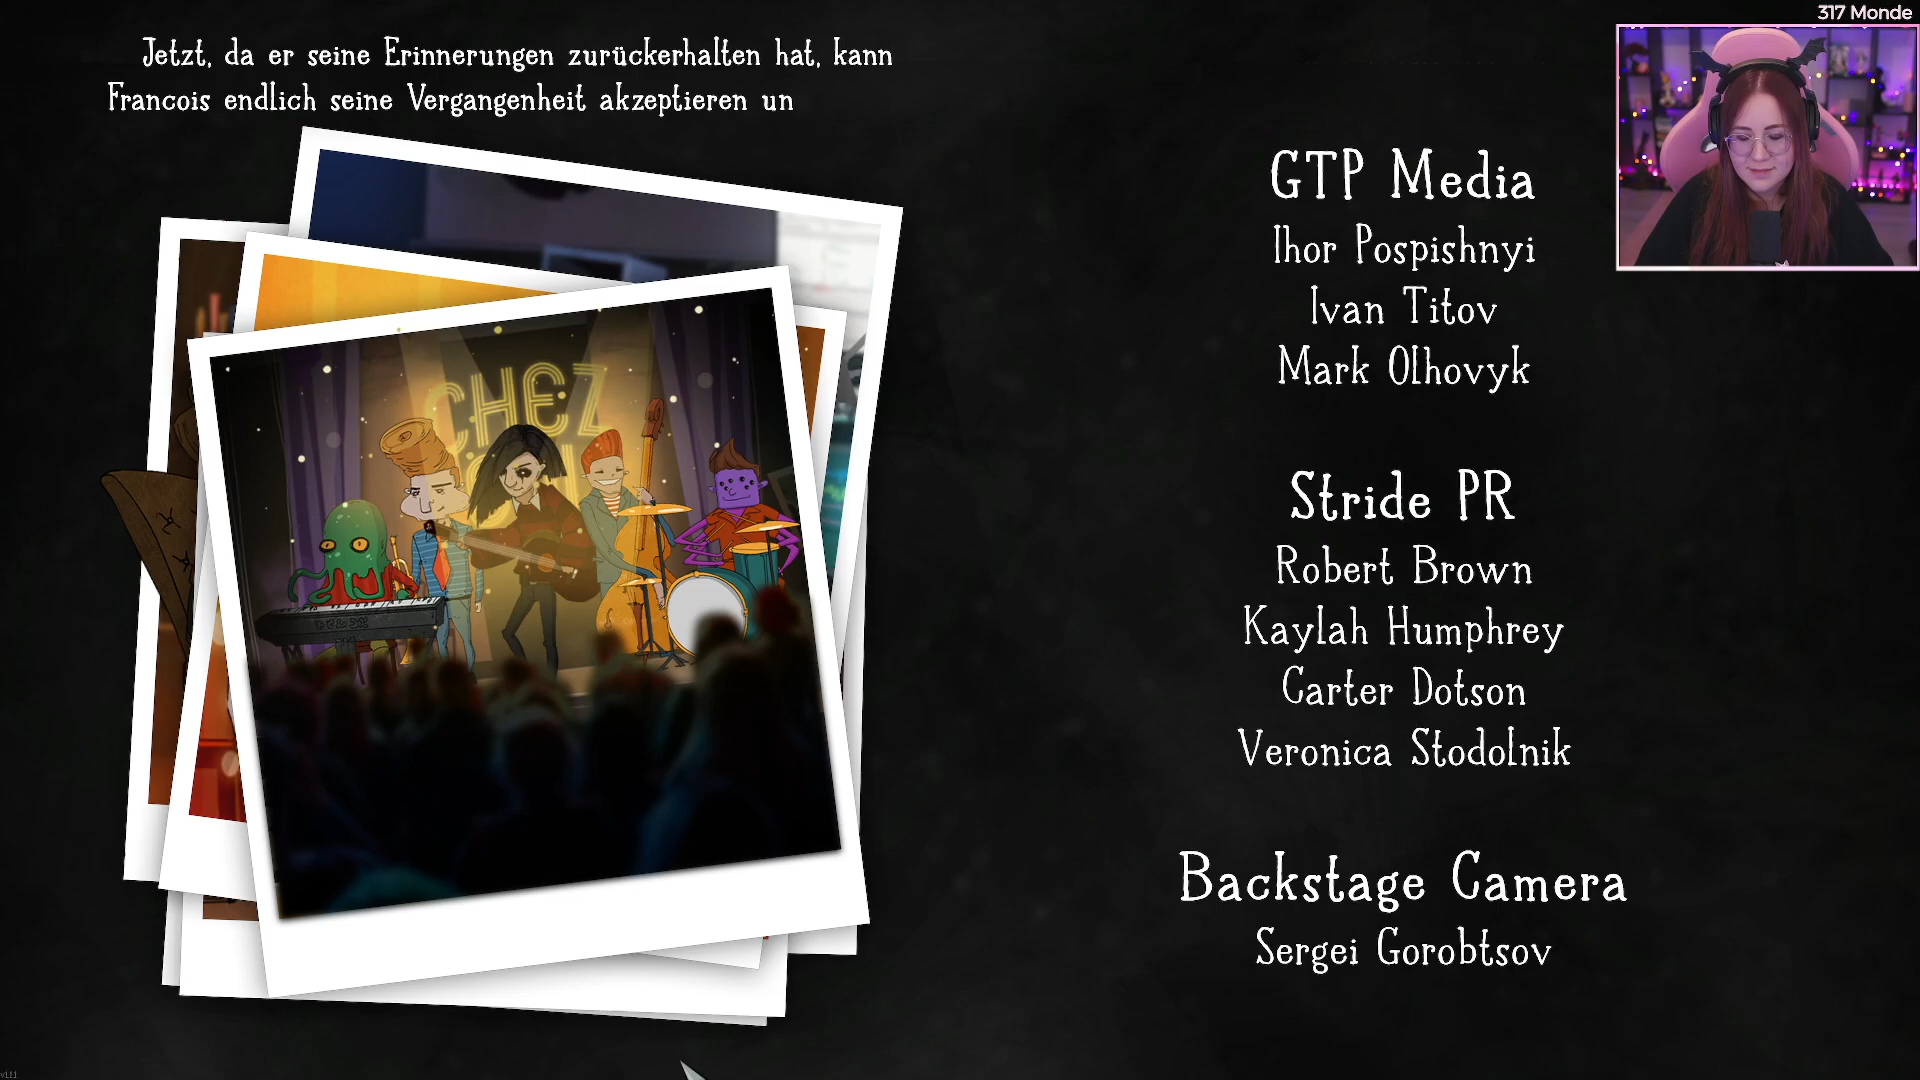 317 Monde
Jetzt, da er seine Erinnerungen zurückerhalten hat, kann
Francois endlich seine Vergangenheit akzeptieren un
CHEZ
GTP Media
Ihor Pospishnyi
Ivan Titov
Mark Olhovyk
Stride PR
Robert Brown
Kaylah Humphrey
Carter Dotson
Veronica Stodolnik
Backstage Camera
Sergei Gorobtsov